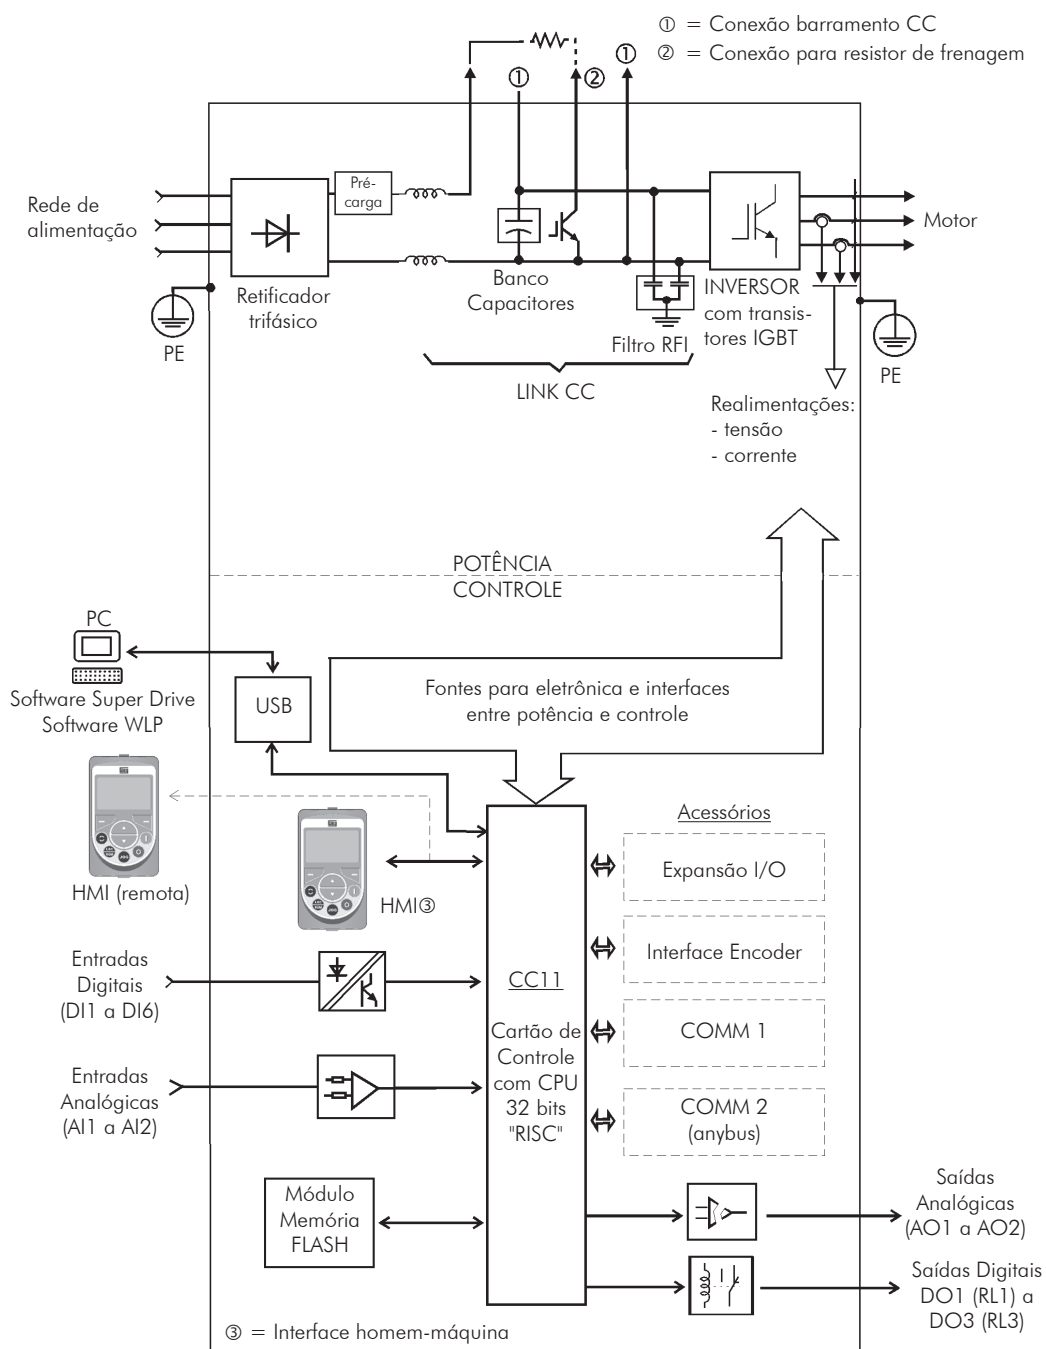 ① = Conexão barramento CC
② = Conexão para resistor de frenagem
①
①
②
Rede de
alimentação
Pré-
carga
Retificador
trifásico
PE
Banco
Capacitores
Filtro RFI
LINK CC
INVERSOR
com transis-
tores IGBT
Motor
PE
Realimentações:
- tensão
- corrente
POTÊNCIA
CONTROLE
PC
Software Super Drive
Software WLP
USB
Fontes para eletrônica e interfaces
entre potência e controle
HMI (remota)
HMI③
Entradas
Digitais
(DI1 a DI6)
Entradas
Analógicas
(AI1 a AI2)
Módulo
Memória
FLASH
CC11
Cartão de
Controle
com CPU
32 bits
"RISC"
Acessórios
Expansão I/O
Interface Encoder
COMM 1
COMM 2
(anybus)
Saídas
Analógicas
(AO1 a AO2)
Saídas Digitais
DO1 (RL1) a
DO3 (RL3)
③ = Interface homem-máquina